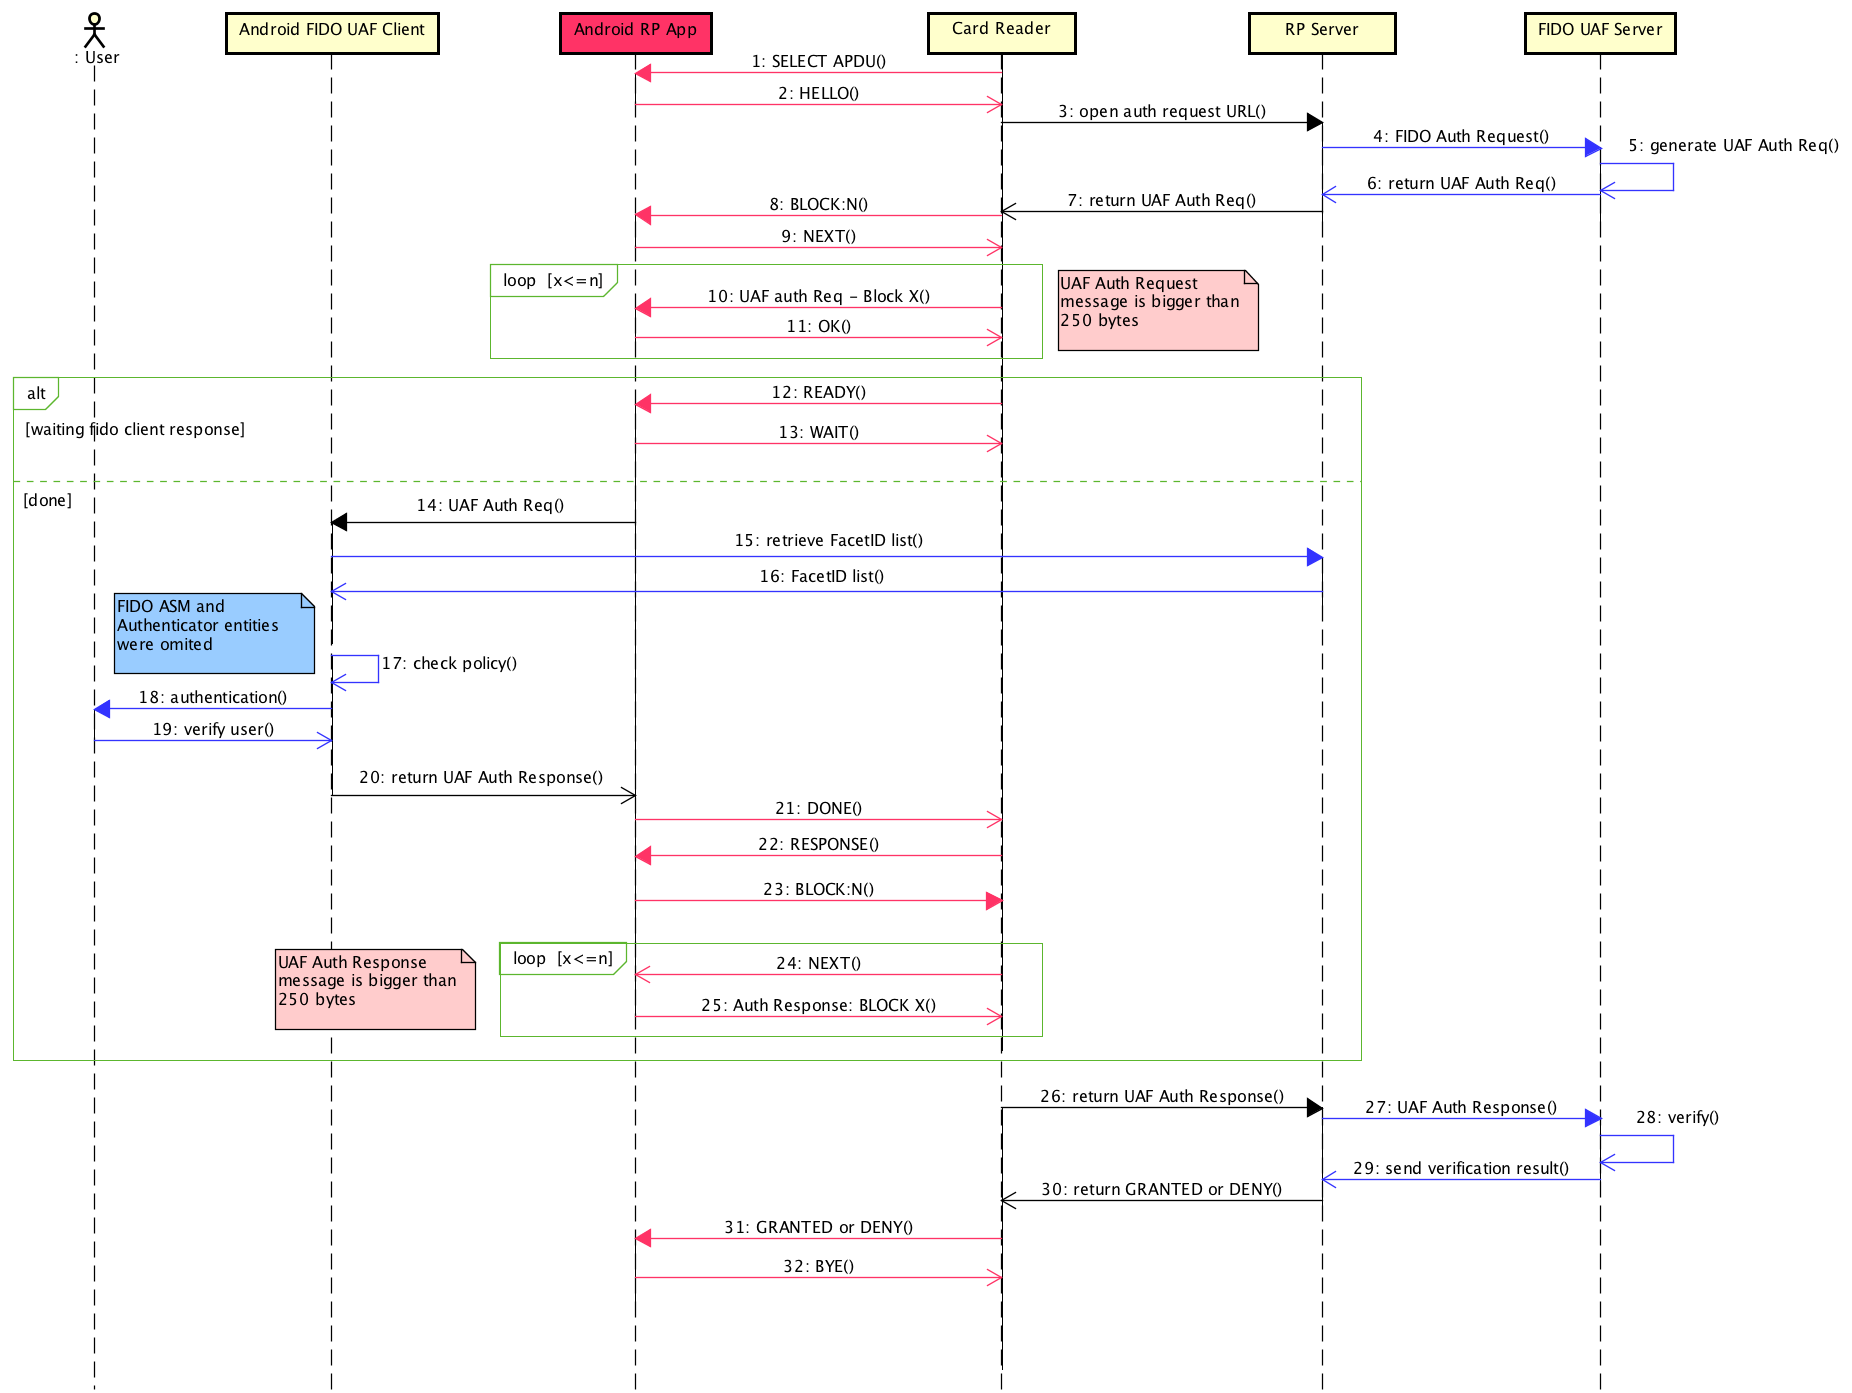 : User
Android FIDO UAF Client
Android RP App
Card Reader
RP Server
FIDO UAF Server
1: SELECT APDU()
2: HELLO()
3: open auth request URL()
4: FIDO Auth Request()
5: generate UAF Auth Req()
6: return UAF Auth Req()
7: return UAF Auth Req()
8: BLOCK:N()
9: NEXT()
loop [x<=n]
10: UAF auth Req - Block X()
11: OK()
UAF Auth Request
message is bigger than
250 bytes
alt
12: READY()
[waiting fido client response]
13: WAIT()
[done]
14: UAF Auth Req()
15: retrieve FacetID list()
16: FacetID list()
FIDO ASM and
Authenticator entities
were omited
17: check policy()
18: authentication()
19: verify user()
20: return UAF Auth Response()
21: DONE()
22: RESPONSE()
23: BLOCK:N()
UAF Auth Response
message is bigger than
250 bytes
loop [x<=n]
24: NEXT()
25: Auth Response: BLOCK X()
26: return UAF Auth Response()
27: UAF Auth Response()
28: verify()
29: send verification result()
30: return GRANTED or DENY()
31: GRANTED or DENY()
32: BYE()